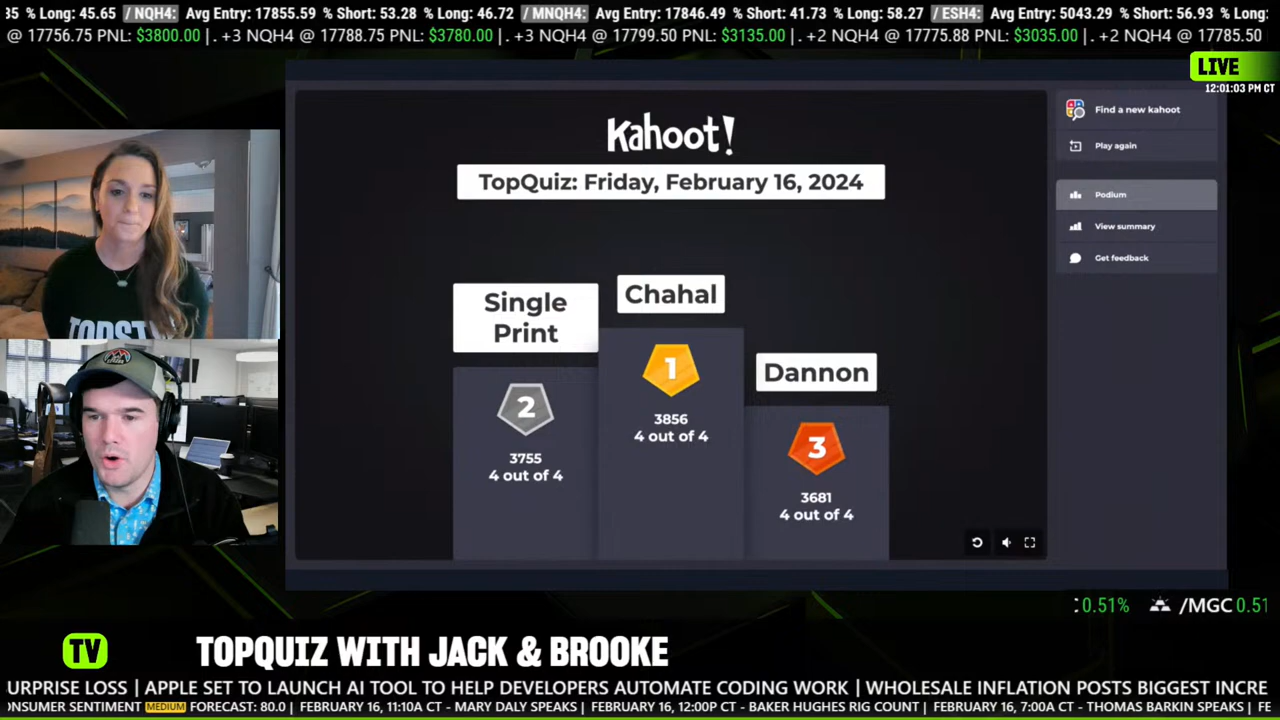 35 % Long: 45.65 / NQH4: Avg Entry: 17855.59 % Short: 53.28 % Long: 46.72 / MNQH4: Avg Entry: 17846.49 % Short: 41.73 % Long: 58.27 / ESH4: Avg Entry: 5043.29 % Short: 56.93 % Long:
@ 17756.75 PNL: $3800.00 | . +3 NQH4 @ 17788.75 PNL: $3780.00 | . +3 NQH4 @ 17799.50 PNL: $3135.00 | . +2 NQH4 @ 17775.88 PNL: $3035.00 | . +2 NQH4 @ 17785.50
LIVE
12:01:03 PM CT
Kahoot!
TopQuiz: Friday, February 16, 2024
Find a new kahoot
Play again
Podium
View summary
Get feedback
Single
Print
2
3755
4 out of 4
Chahal
1
3856
4 out of 4
Dannon
3
3681
4 out of 4
0.51% /MGC 0.51
TV TOPQUIZ WITH JACK & BROOKE
URPRISE LOSS | APPLE SET TO LAUNCH AI TOOL TO HELP DEVELOPERS AUTOMATE CODING WORK | WHOLESALE INFLATION POSTS BIGGEST INCRE
ONSUMER SENTIMENT MEDIUM FORECAST: 80.0 | FEBRUARY 16, 11:10A CT - MARY DALY SPEAKS | FEBRUARY 16, 12:00P CT - BAKER HUGHES RIG COUNT | FEBRUARY 16, 7:00A CT - THOMAS BARKIN SPEAKS | FE